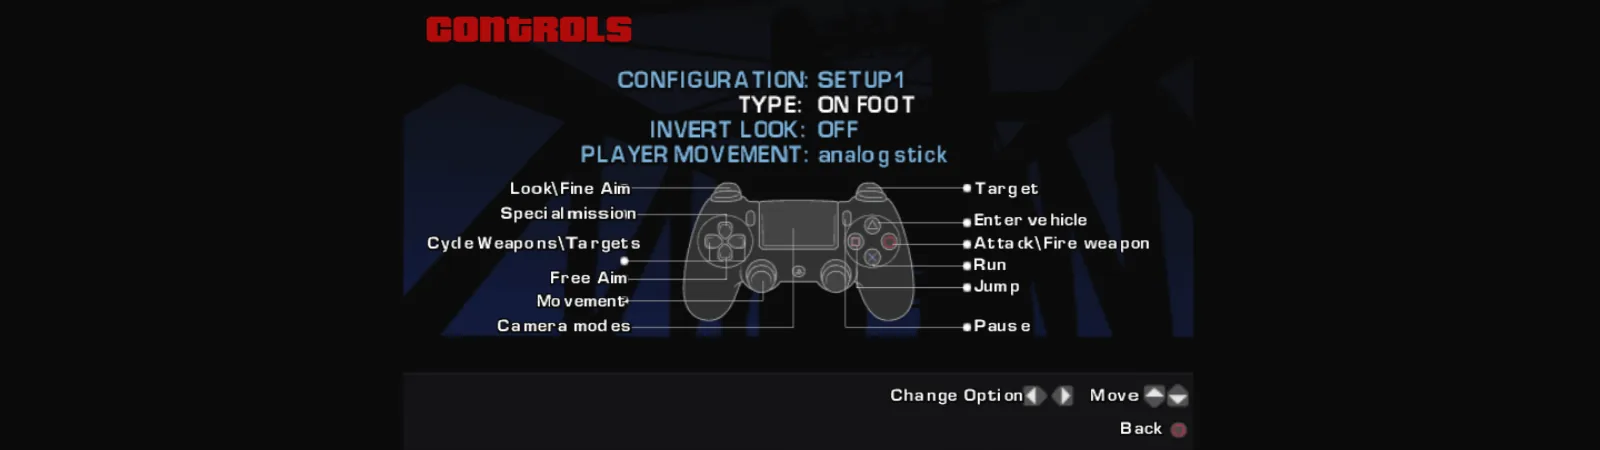 CONTROLS
CONFIGURATION: SETUP1
TYPE: ON FOOT
INVERT LOOK: OFF
PLAYER MOVEMENT: analog stick
Look\Fine Aim
Special mission
Cycle Weapons\Targets
Free Aim
Movement
Camera modes
Target
Enter vehicle
Attack\Fire weapon
Run
Jump
Pause
Change Option Move
Back